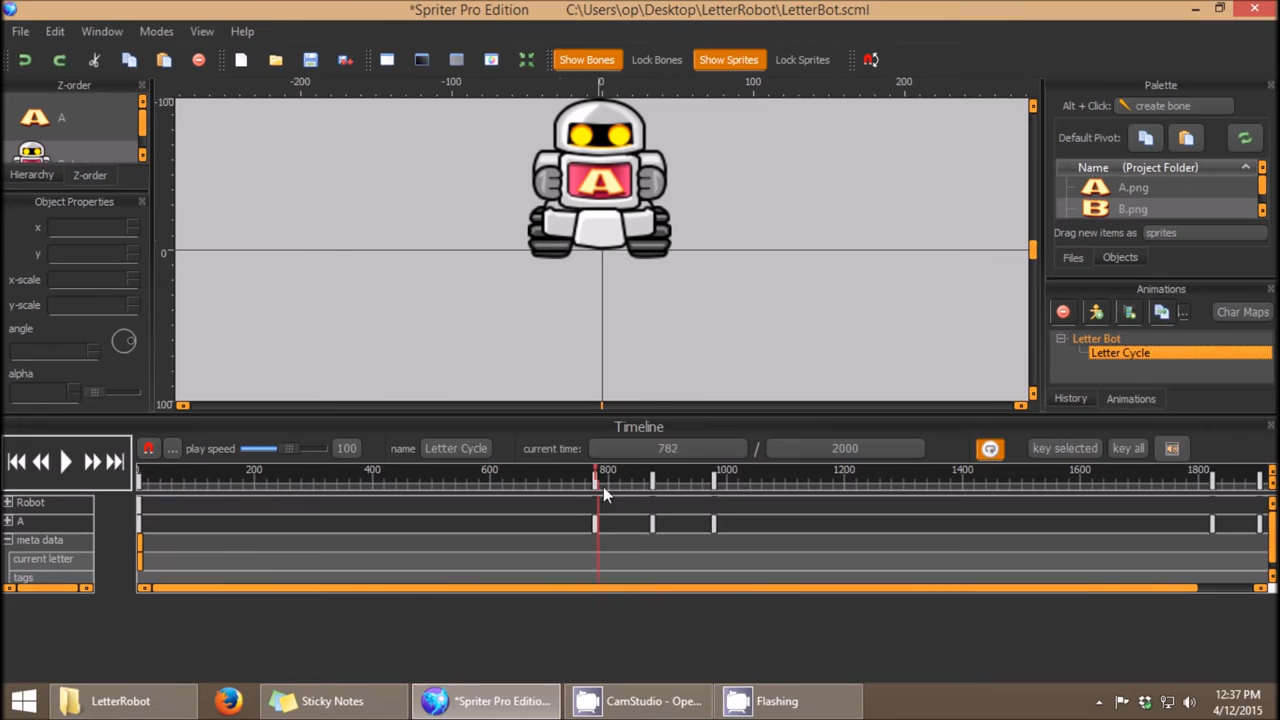 *Spriter Pro Edition C:\Users\op\Desktop\LetterRobot\LetterBot.scml
File Edit Window Modes View Help
Show Bones Lock Bones Show Sprites Lock Sprites
Z-order
A
Hierarchy Z-order
Object Properties
x
y
x-scale
y-scale
angle
alpha
-200 -100 0 100 200
-100
0
100
A
Palette
Alt + Click: create bone
Default Pivot:
Name (Project Folder)
A A.png
B B.png
Drag new items as sprites
Files Objects
Animations
... Char Maps
Letter Bot
Letter Cycle
History Animations
Timeline
... play speed 100 name Letter Cycle current time: 782 / 2000 key selected key all
0 200 400 600 800 1000 1200 1400 1600 1800
Robot
A
meta data
current letter
tags
LetterRobot Sticky Notes *Spriter Pro Editio... CamStudio - Ope... Flashing
12:37 PM
4/12/2015